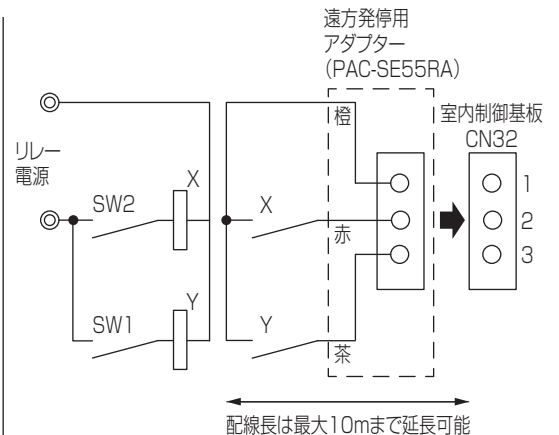 遠方発停用
アダプター
(PAC-SE55RA)
橙
室内制御基板
CN32
リレー
電源
X
1
SW2
X
2
赤
3
Y
SW1
Y
茶
配線長は最大10mまで延長可能